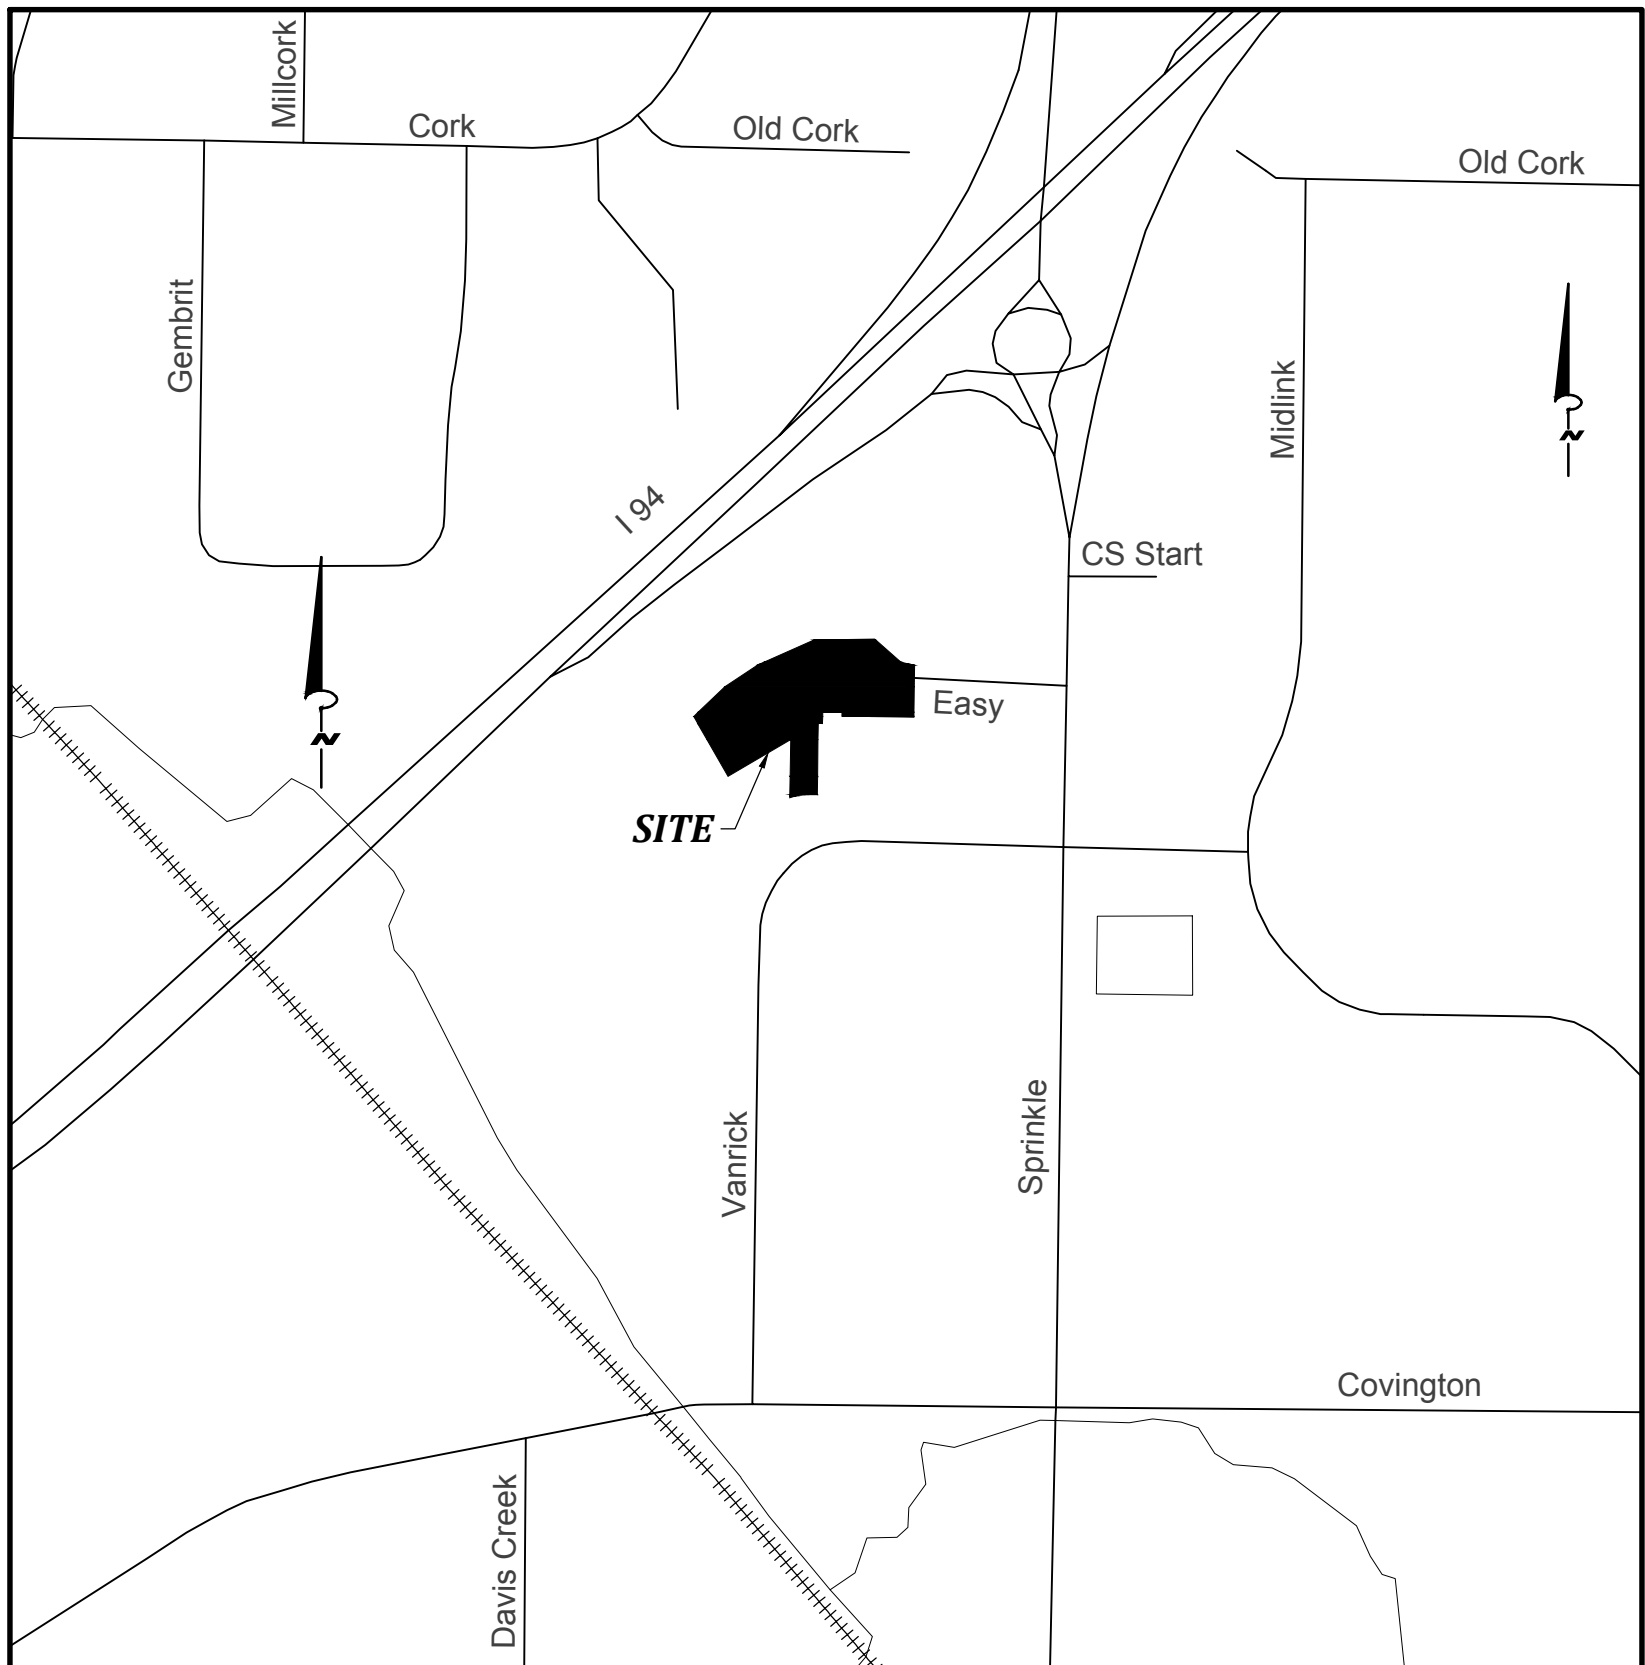 Millcork
Cork
Old Cork
Old Cork
Gembrit
Midlink
N
I 94
CS Start
N
Easy
SITE
Vanrick
Sprinkle
Covington
Davis Creek